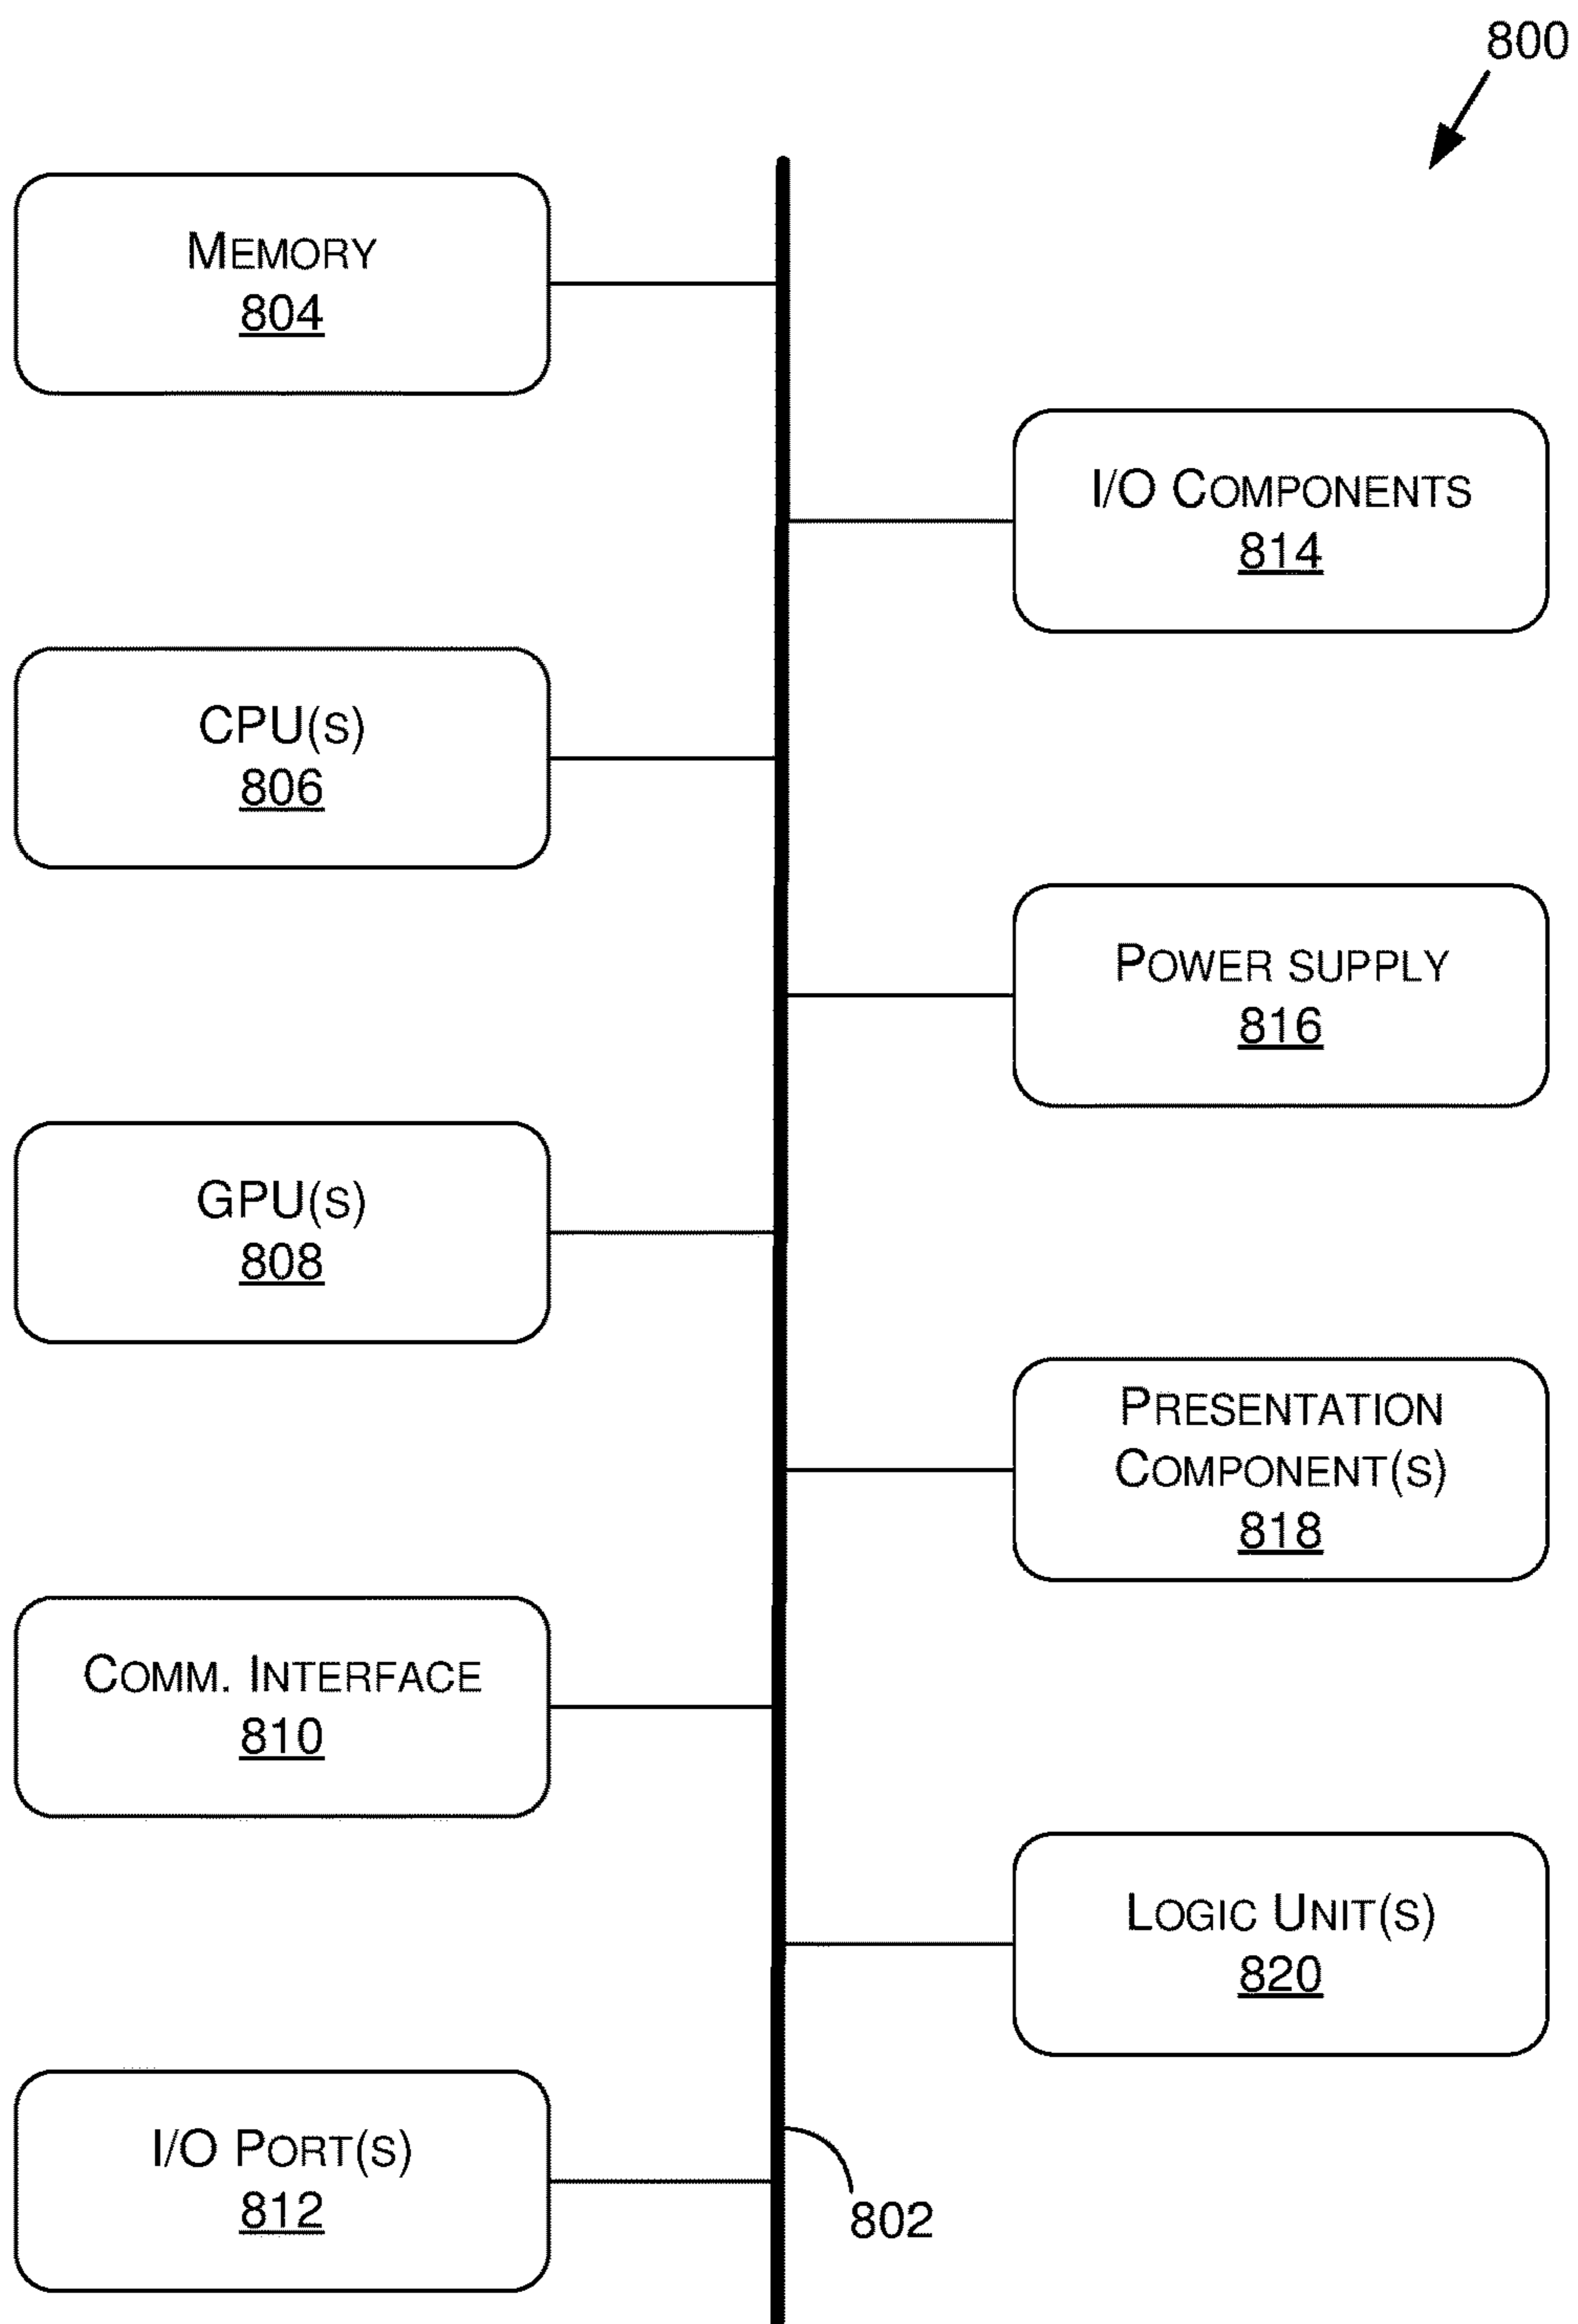 800
MEMORY
804
I/O COMPONENTS
814
CPU(S)
806
POWER SUPPLY
816
GPU(S)
808
PRESENTATION
COMPONENT(S)
818
COMM. INTERFACE
810
LOGIC UNIT(S)
820
I/O PORT(S)
812
802